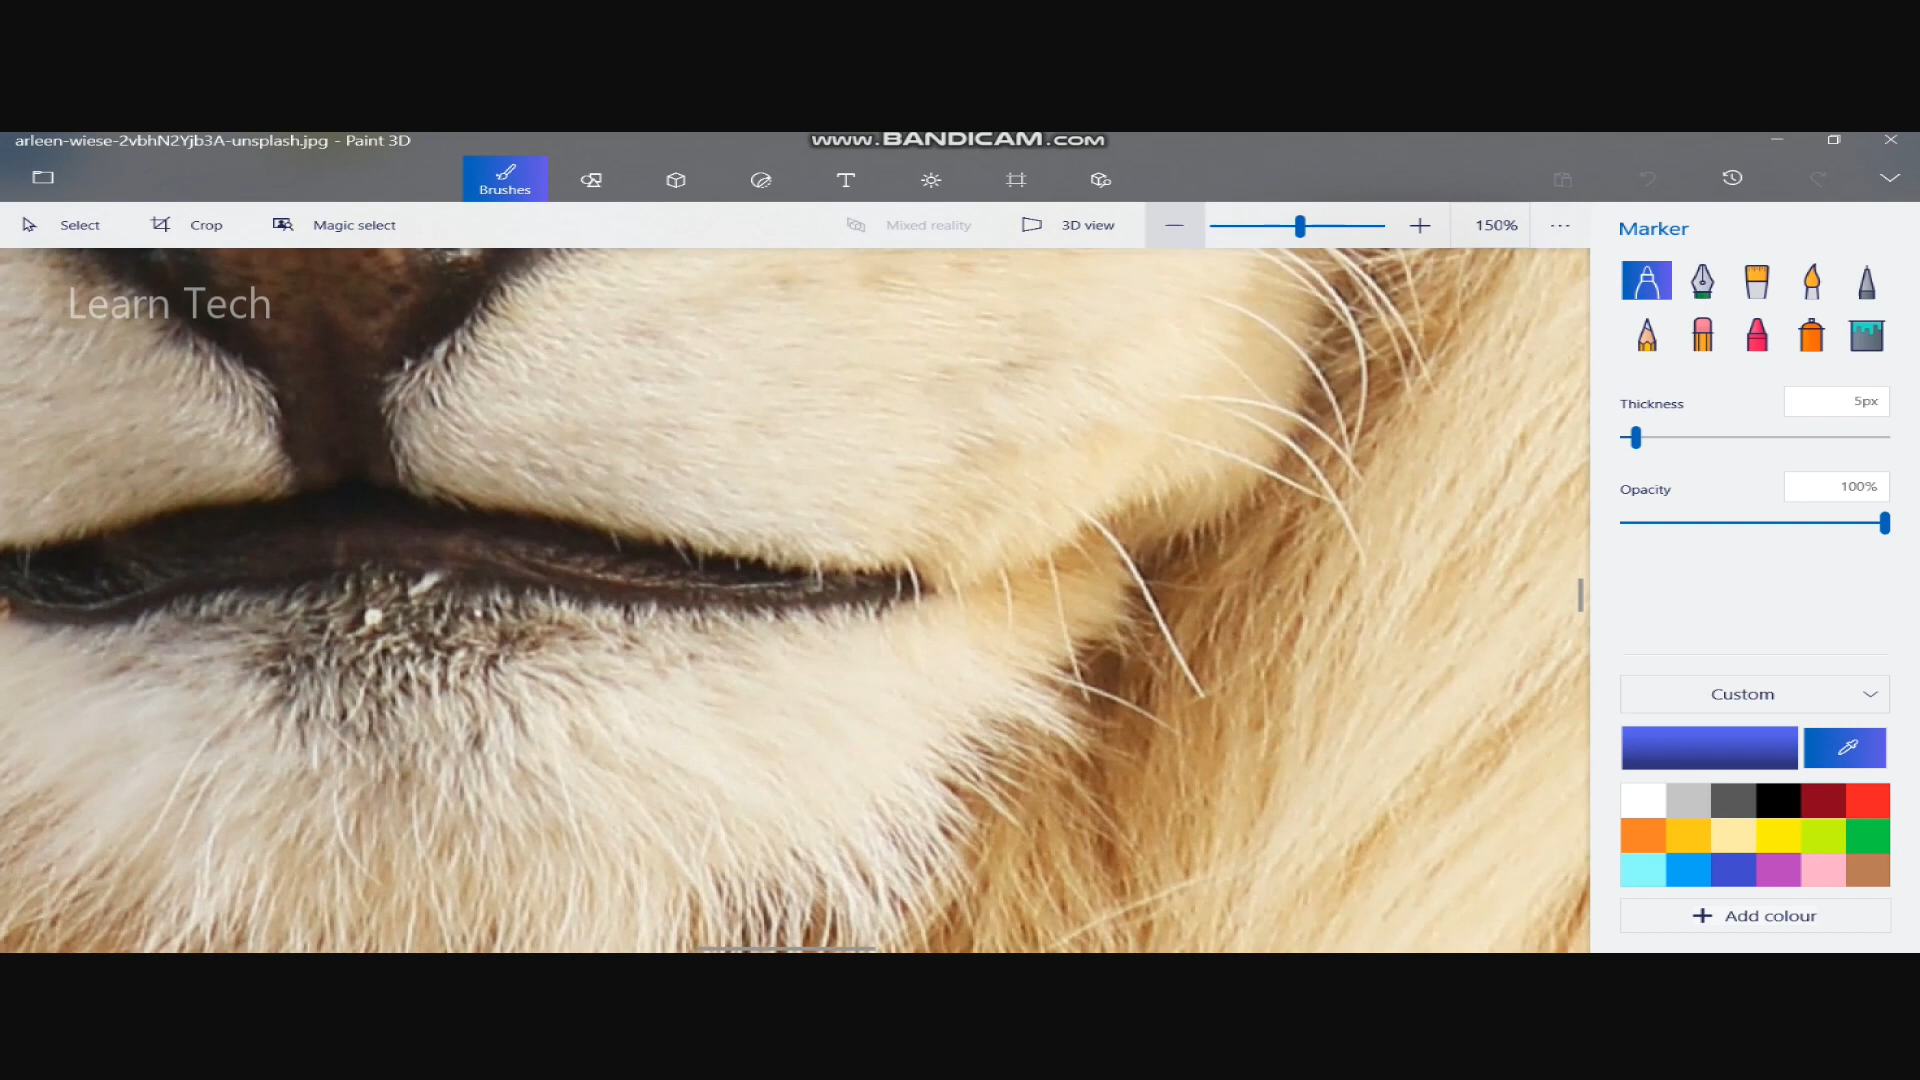 arleen-wiese-2vbhN2Yjb3A-unsplash.jpg - Paint 3D
www.BANDICAM.com
Brushes
Select Crop Magic select Mixed reality 3D view 150% ...
Marker
Learn Tech
Thickness 5px
Opacity 100%
Custom
Add colour